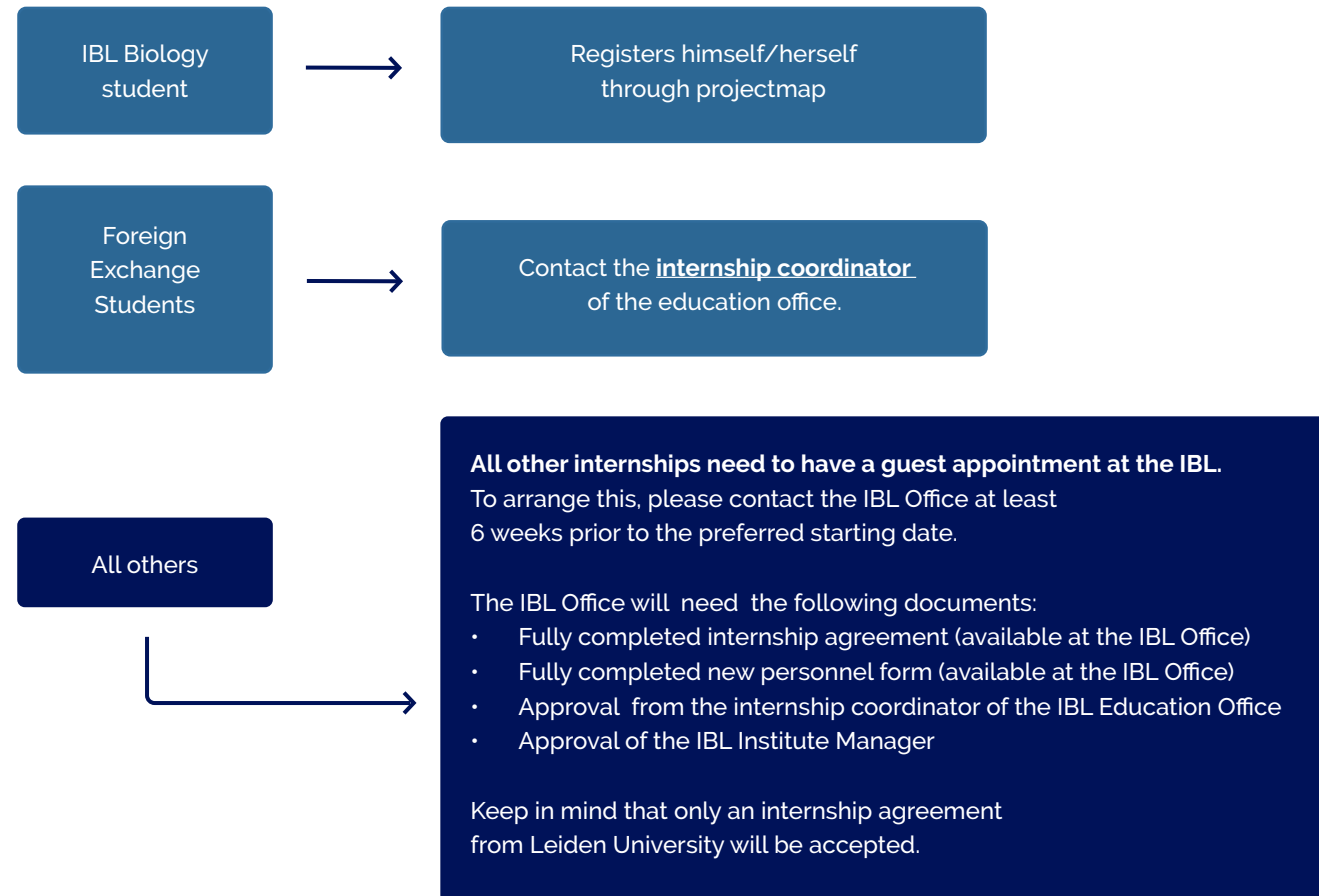 IBL Biology
student
Registers himself/herself
through projectmap
Foreign
Exchange
Students
Contact the internship coordinator
of the education office.
All others
All other internships need to have a guest appointment at the IBL.
To arrange this, please contact the IBL Office at least
6 weeks prior to the preferred starting date.
The IBL Office will need the following documents:
• Fully completed internship agreement (available at the IBL Office)
• Fully completed new personnel form (available at the IBL Office)
• Approval from the internship coordinator of the IBL Education Office
• Approval of the IBL Institute Manager
Keep in mind that only an internship agreement
from Leiden University will be accepted.